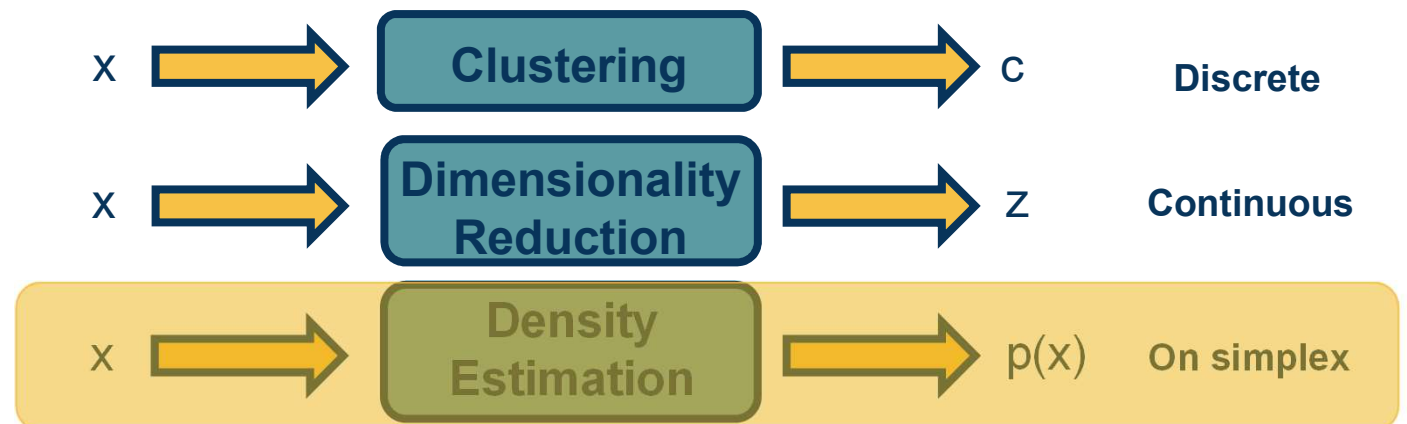 x Clustering c Discrete
x Dimensionality Reduction z Continuous
x Density Estimation p(x) On simplex